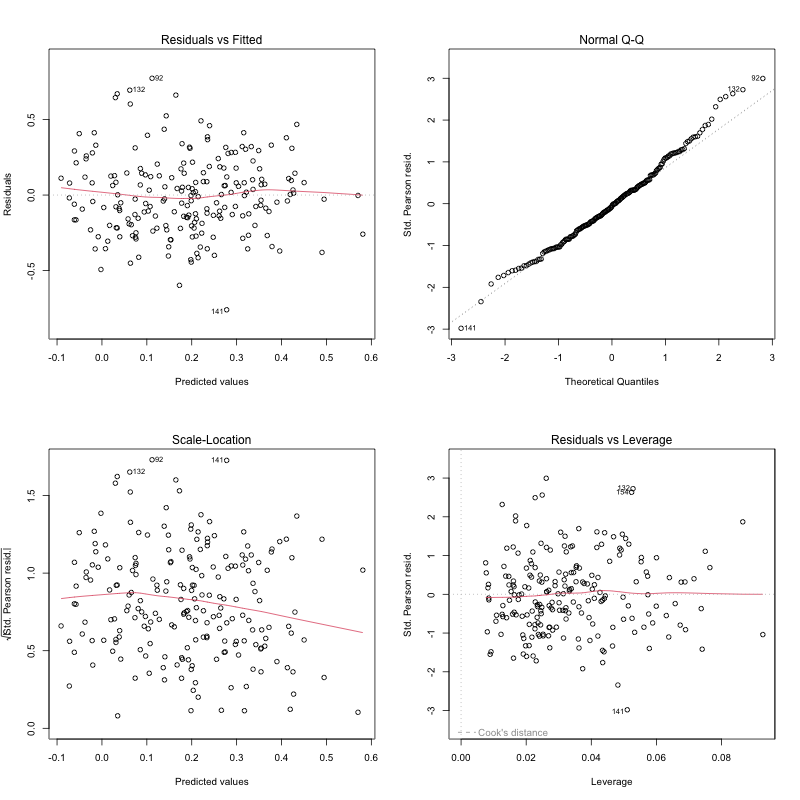 Residuals vs Fitted
Residuals
0.5
0.0
-0.5
92
132
141
-0.1 0.0 0.1 0.2 0.3 0.4 0.5 0.6
Predicted values
Normal Q-Q
Std. Pearson resid.
3
2
1
0
-1
-2
-3
92
132
141
-3 -2 -1 0 1 2 3
Theoretical Quantiles
Scale-Location
√|Std. Pearson resid.|
1.5
1.0
0.5
0.0
92
141
132
-0.1 0.0 0.1 0.2 0.3 0.4 0.5 0.6
Predicted values
Residuals vs Leverage
Std. Pearson resid.
3
2
1
0
-1
-2
-3
132
154
141
Cook's distance
0.00 0.02 0.04 0.06 0.08
Leverage